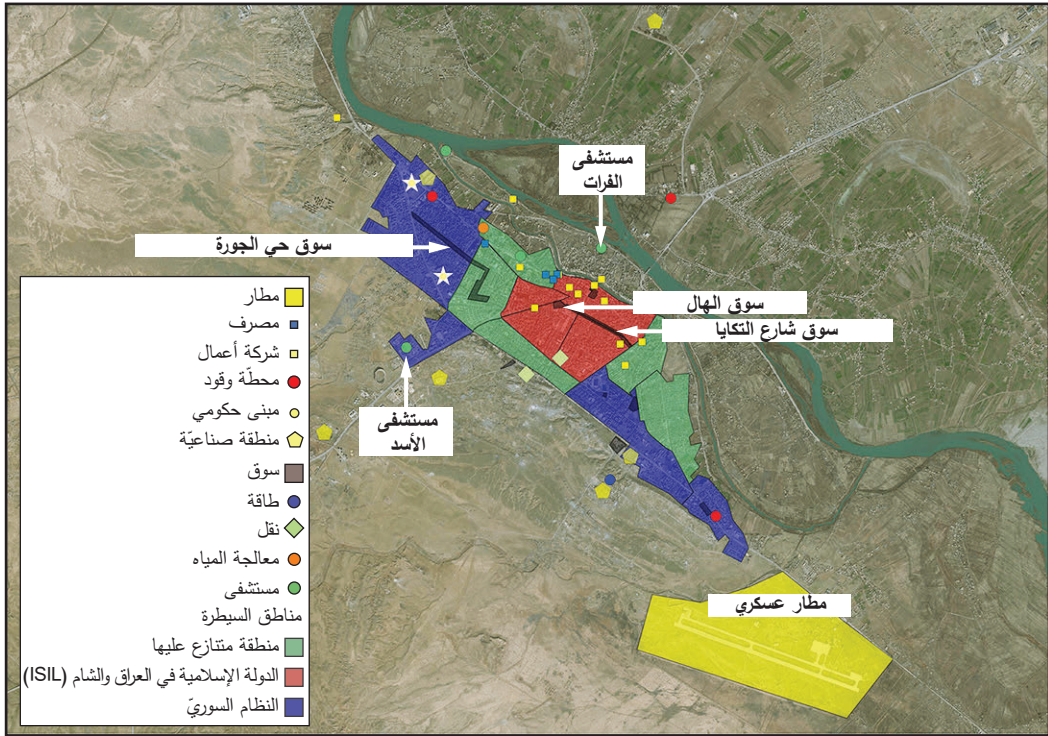 مستشفى
الفرات
سوق حي الجورة
سوق الهال
سوق شارع التكايا
مستشفى
الأسد
مطار عسكري
مطار
مصرف
شركة أعمال
محطّة وقود
مبنى حكومي
منطقة صناعيّة
سوق
طاقة
نقل
معالجة المياه
مستشفى
مناطق السيطرة
منطقة متنازع عليها
الدولة الإسلامية في العراق والشام (ISIL)
النظام السوريّ